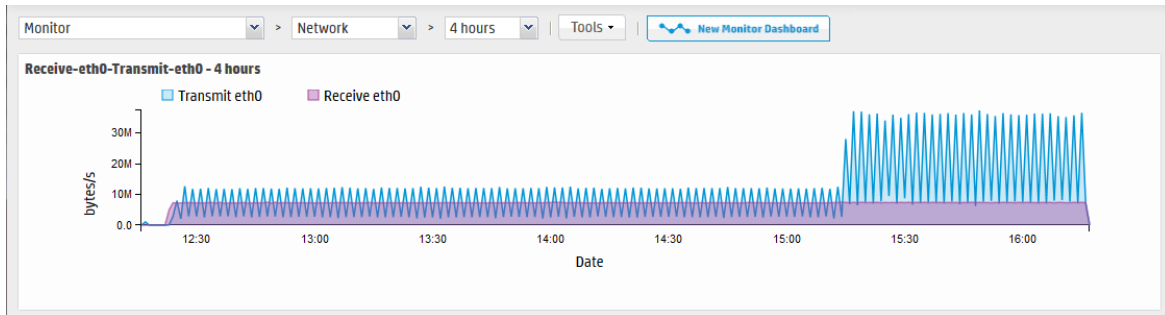 Monitor > Network > 4 hours | Tools | New Monitor Dashboard
Receive-eth0-Transmit-eth0 - 4 hours
Transmit eth0 Receive eth0
30M
20M
10M
0.0
bytes/s
12:30 13:00 13:30 14:00 14:30 15:00 15:30 16:00
Date